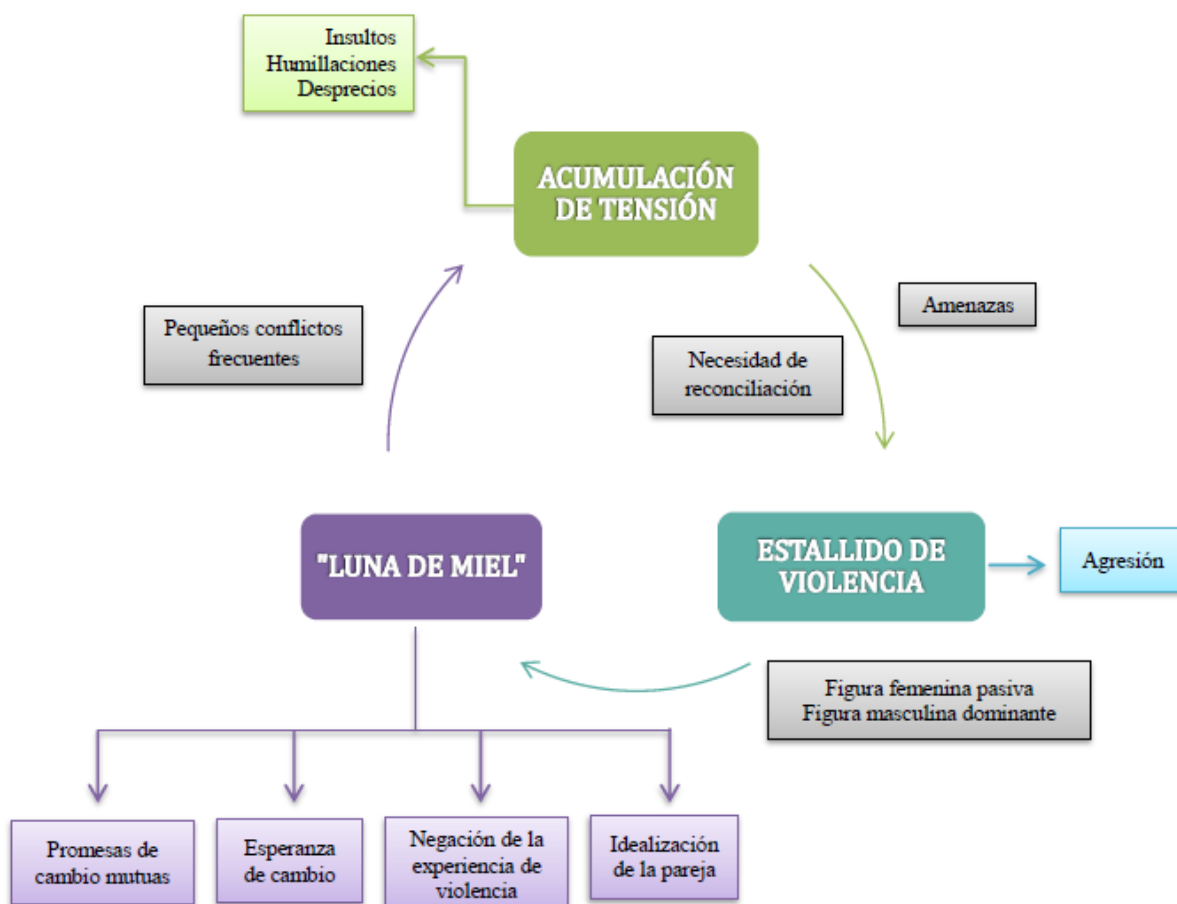 Insultos
Humillaciones
Desprecios
ACUMULACIÓN
DE TENSIÓN
Pequeños conflictos
frecuentes
Amenazas
Necesidad de
reconciliación
"LUNA DE MIEL"
ESTALLIDO DE
VIOLENCIA
Agresión
Figura femenina pasiva
Figura masculina dominante
Promesas de
cambio mutuas
Esperanza
de cambio
Negación de la
experiencia de
violencia
Idealización
de la pareja